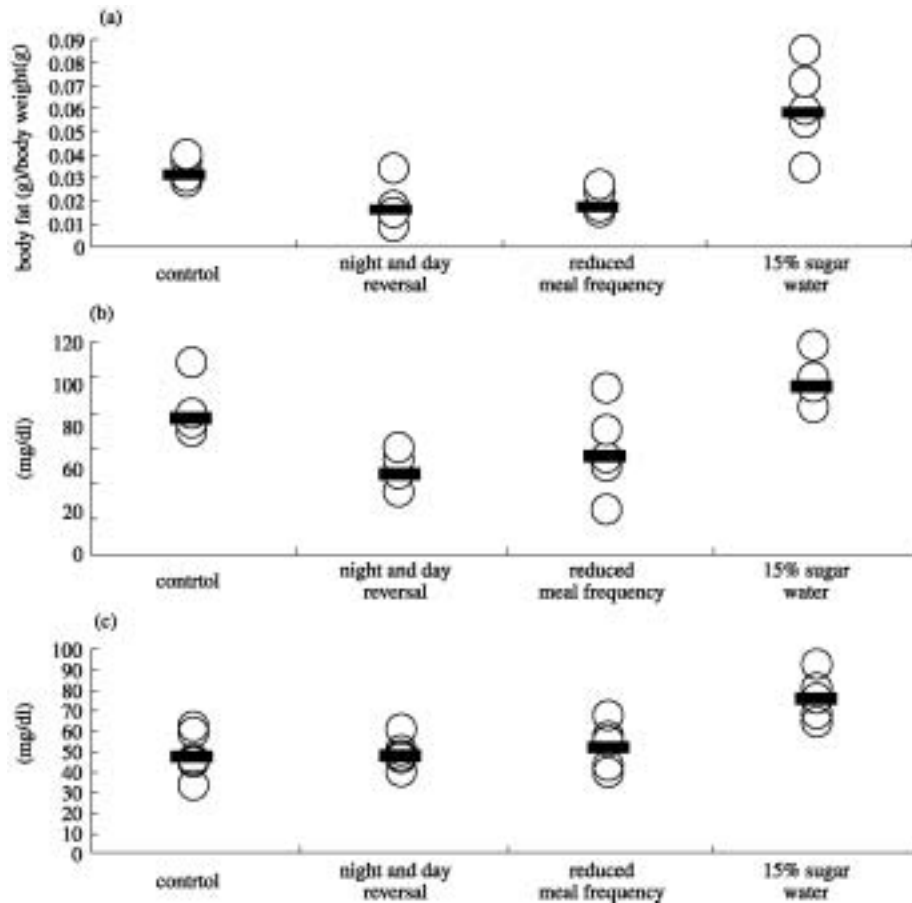 (a)
body fat (g)/body weight(g)
0.09
0.08
0.07
0.06
0.05
0.04
0.03
0.02
0.01
0
contrtol
night and day
reversal
reduced
meal frequency
15% sugar
water
(b)
(mg/dl)
120
100
80
60
20
0
contrtol
night and day
reversal
reduced
meal frequency
15% sugar
water
(c)
(mg/dl)
100
90
80
70
60
50
40
30
20
10
0
contrtol
night and day
reversal
reduced
meal frequency
15% sugar
water